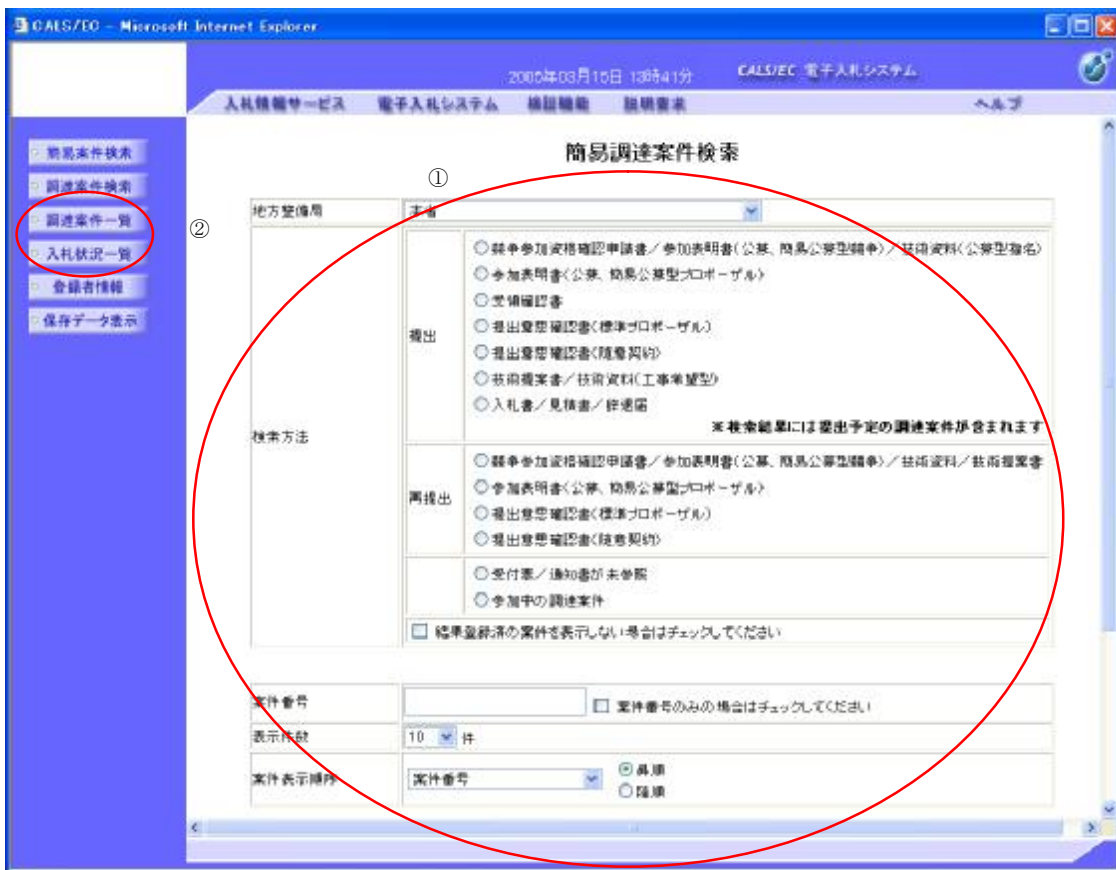 CALS/EC - Microsoft Internet Explorer
2005年03月15日 13時41分
CALS/EC 電子入札システム
入札情報サービス 電子入札システム 検証機能 説明要求 ヘルプ
簡易案件検索
調達案件検索
調達案件一覧
入札状況一覧
登録者情報
保存データ表示
簡易調達案件検索
①
②
地方整備局 本省
検索方法
提出
競争参加資格確認申請書/参加表明書(公募、簡易公募型競争)/技術資料(公募型指名)
参加表明書(公募、簡易公募型プロポーザル)
受領確認書
提出意思確認書(標準プロポーザル)
提出意思確認書(随意契約)
技術提案書/技術資料(工事希望型)
入札書/見積書/辞退届
※検索結果には提出予定の調達案件が含まれます
再提出
競争参加資格確認申請書/参加表明書(公募、簡易公募型競争)/技術資料/技術提案書
参加表明書(公募、簡易公募型プロポーザル)
提出意思確認書(標準プロポーザル)
提出意思確認書(随意契約)
受付票/通知書が未参照
参加中の調達案件
結果登録済の案件を表示しない場合はチェックしてください
案件番号 案件番号のみの場合はチェックしてください
表示件数 10 件
案件表示順序 案件番号
昇順
降順